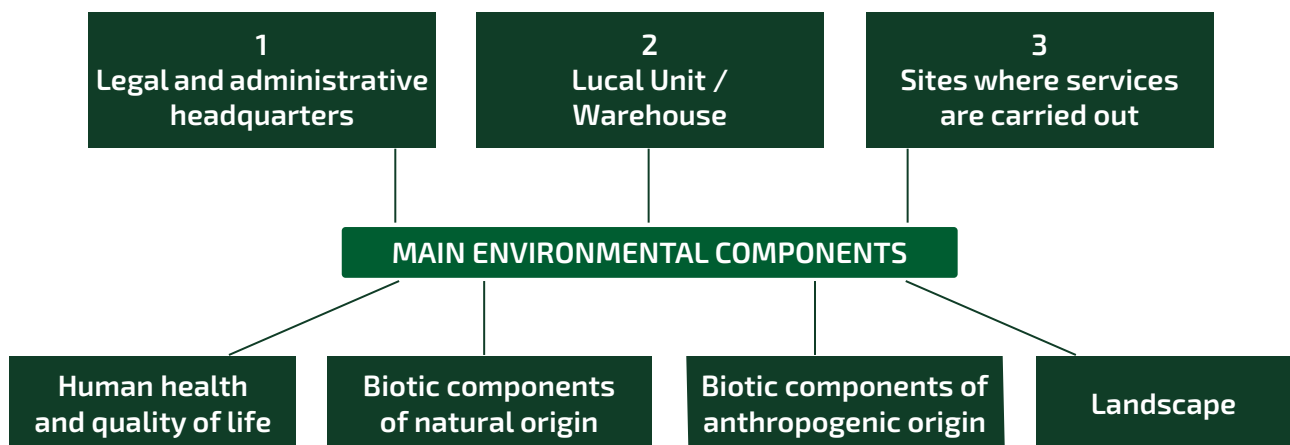 1
Legal and administrative
headquarters
2
Lucal Unit /
Warehouse
3
Sites where services
are carried out
MAIN ENVIRONMENTAL COMPONENTS
Human health
and quality of life
Biotic components
of natural origin
Biotic components of
anthropogenic origin
Landscape